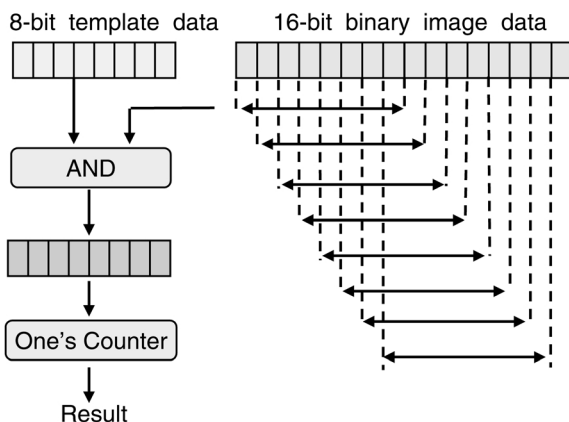 8-bit template data
16-bit binary image data
AND
One's Counter
Result